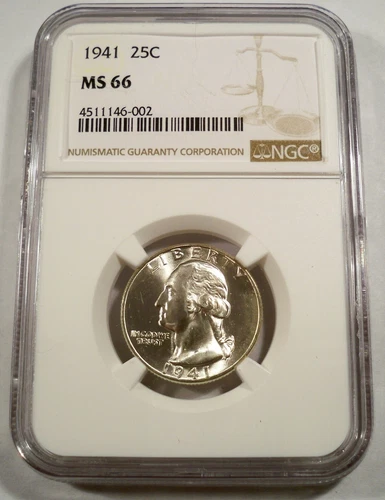 1941 25C
MS 66
4511146-002
NUMISMATIC GUARANTY CORPORATION NGC®
LIBERTY
IN GOD WE
TRUST
1941